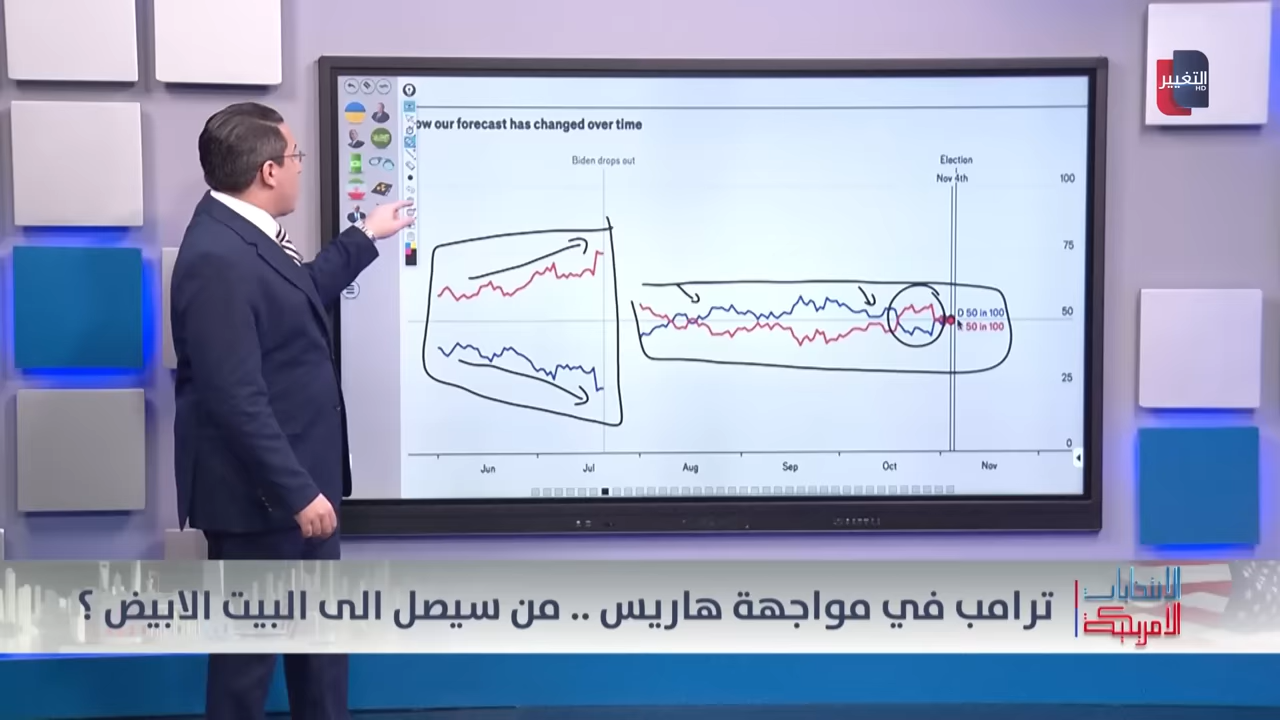 التغيير
HD
ow our forecast has changed over time
Biden drops out
Election
Nov 4th
100
75
50
25
0
D 50 in 100
R 50 in 100
Jun
Jul
Aug
Sep
Oct
Nov
الانتخابات
الامريكية
ترامب في مواجهة هاريس .. من سيصل الى البيت الابيض ؟